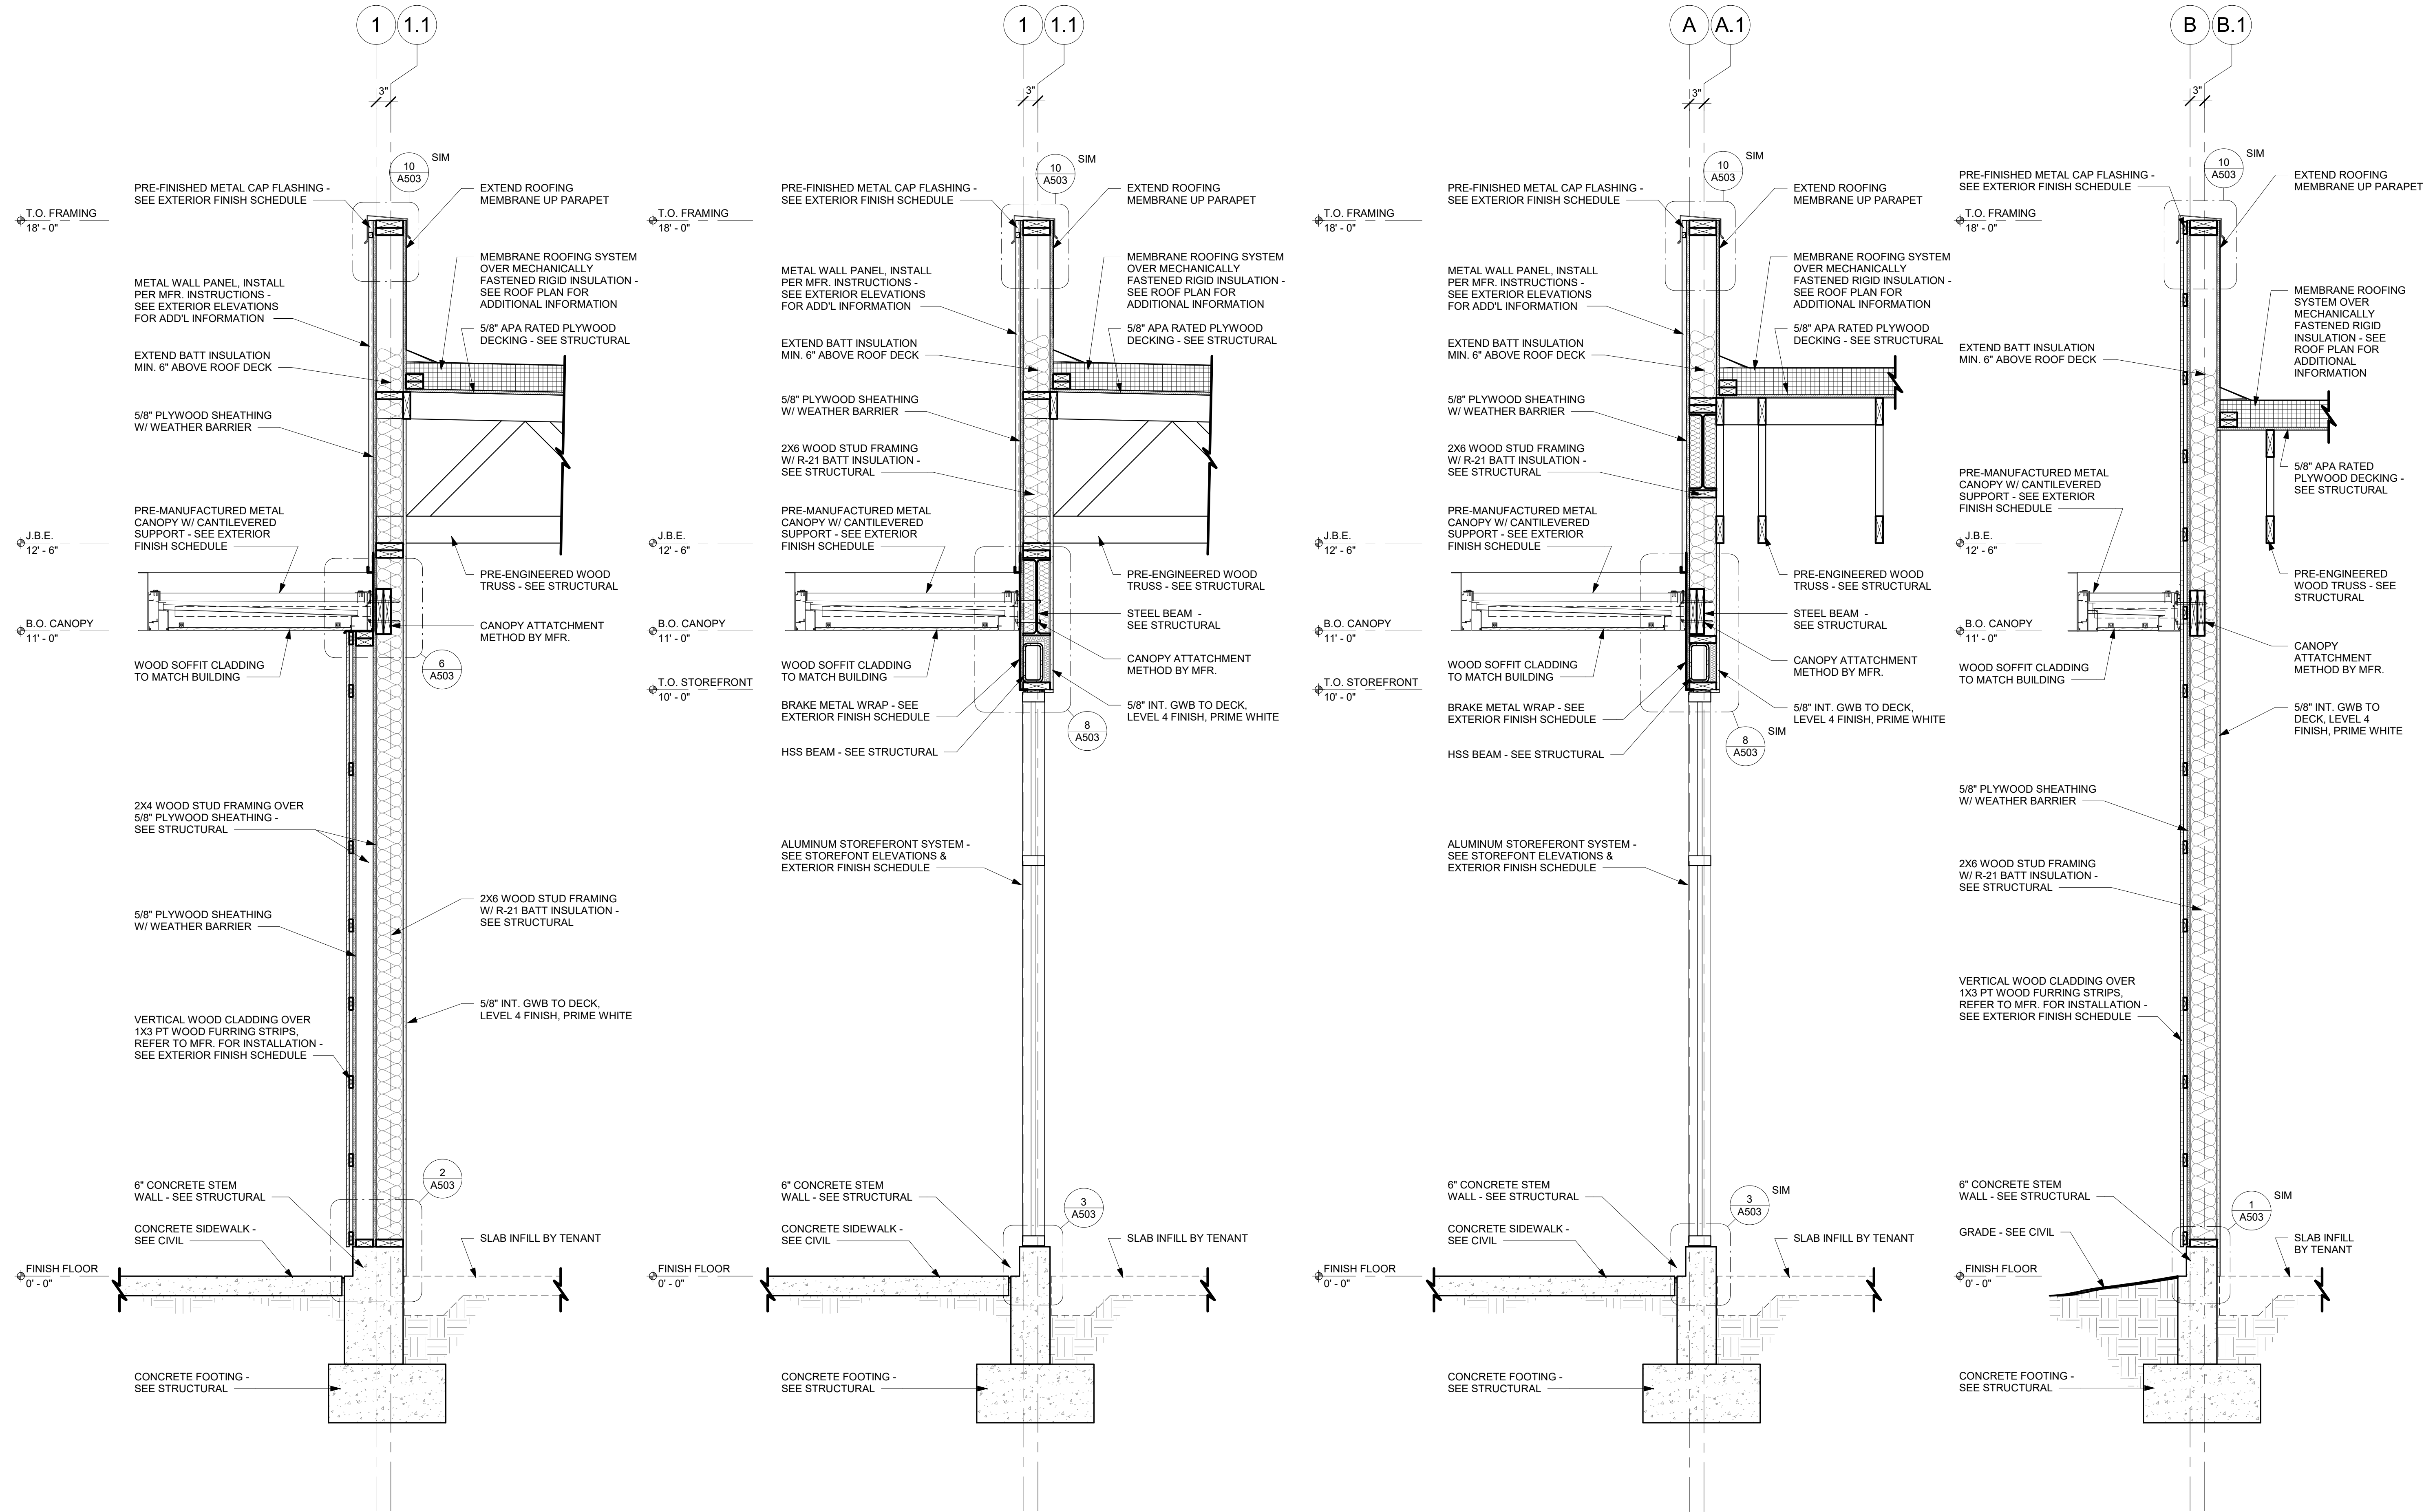 1
1.1
3"
10
A503
SIM
PRE-FINISHED METAL CAP FLASHING -
SEE EXTERIOR FINISH SCHEDULE
EXTEND ROOFING
MEMBRANE UP PARAPET
T.O. FRAMING
18' - 0"
MEMBRANE ROOFING SYSTEM
OVER MECHANICALLY
FASTENED RIGID INSULATION -
SEE ROOF PLAN FOR
ADDITIONAL INFORMATION
METAL WALL PANEL, INSTALL
PER MFR. INSTRUCTIONS -
SEE EXTERIOR ELEVATIONS
FOR ADD'L INFORMATION
5/8" APA RATED PLYWOOD
DECKING - SEE STRUCTURAL
EXTEND BATT INSULATION
MIN. 6" ABOVE ROOF DECK
5/8" PLYWOOD SHEATHING
W/ WEATHER BARRIER
PRE-MANUFACTURED METAL
CANOPY W/ CANTILEVERED
SUPPORT - SEE EXTERIOR
FINISH SCHEDULE
J.B.E.
12' - 6"
PRE-ENGINEERED WOOD
TRUSS - SEE STRUCTURAL
B.O. CANOPY
11' - 0"
CANOPY ATTATCHMENT
METHOD BY MFR.
WOOD SOFFIT CLADDING
TO MATCH BUILDING
6
A503
2X4 WOOD STUD FRAMING OVER
5/8" PLYWOOD SHEATHING -
SEE STRUCTURAL
5/8" PLYWOOD SHEATHING
W/ WEATHER BARRIER
2X6 WOOD STUD FRAMING
W/ R-21 BATT INSULATION -
SEE STRUCTURAL
5/8" INT. GWB TO DECK,
LEVEL 4 FINISH, PRIME WHITE
VERTICAL WOOD CLADDING OVER
1X3 PT WOOD FURRING STRIPS,
REFER TO MFR. FOR INSTALLATION -
SEE EXTERIOR FINISH SCHEDULE
2
A503
6" CONCRETE STEM
WALL - SEE STRUCTURAL
CONCRETE SIDEWALK -
SEE CIVIL
SLAB INFILL BY TENANT
FINISH FLOOR
0' - 0"
CONCRETE FOOTING -
SEE STRUCTURAL
1
1.1
3"
10
A503
SIM
PRE-FINISHED METAL CAP FLASHING -
SEE EXTERIOR FINISH SCHEDULE
EXTEND ROOFING
MEMBRANE UP PARAPET
T.O. FRAMING
18' - 0"
MEMBRANE ROOFING SYSTEM
OVER MECHANICALLY
FASTENED RIGID INSULATION -
SEE ROOF PLAN FOR
ADDITIONAL INFORMATION
METAL WALL PANEL, INSTALL
PER MFR. INSTRUCTIONS -
SEE EXTERIOR ELEVATIONS
FOR ADD'L INFORMATION
5/8" APA RATED PLYWOOD
DECKING - SEE STRUCTURAL
EXTEND BATT INSULATION
MIN. 6" ABOVE ROOF DECK
5/8" PLYWOOD SHEATHING
W/ WEATHER BARRIER
2X6 WOOD STUD FRAMING
W/ R-21 BATT INSULATION -
SEE STRUCTURAL
PRE-MANUFACTURED METAL
CANOPY W/ CANTILEVERED
SUPPORT - SEE EXTERIOR
FINISH SCHEDULE
J.B.E.
12' - 6"
PRE-ENGINEERED WOOD
TRUSS - SEE STRUCTURAL
STEEL BEAM -
SEE STRUCTURAL
B.O. CANOPY
11' - 0"
CANOPY ATTATCHMENT
METHOD BY MFR.
WOOD SOFFIT CLADDING
TO MATCH BUILDING
T.O. STOREFRONT
10' - 0"
BRAKE METAL WRAP - SEE
EXTERIOR FINISH SCHEDULE
5/8" INT. GWB TO DECK,
LEVEL 4 FINISH, PRIME WHITE
8
A503
HSS BEAM - SEE STRUCTURAL
ALUMINUM STOREFERONT SYSTEM -
SEE STOREFONT ELEVATIONS &
EXTERIOR FINISH SCHEDULE
6" CONCRETE STEM
WALL - SEE STRUCTURAL
3
A503
CONCRETE SIDEWALK -
SEE CIVIL
SLAB INFILL BY TENANT
FINISH FLOOR
0' - 0"
CONCRETE FOOTING -
SEE STRUCTURAL
A
A.1
3"
10
A503
SIM
PRE-FINISHED METAL CAP FLASHING -
SEE EXTERIOR FINISH SCHEDULE
EXTEND ROOFING
MEMBRANE UP PARAPET
T.O. FRAMING
18' - 0"
MEMBRANE ROOFING SYSTEM
OVER MECHANICALLY
FASTENED RIGID INSULATION -
SEE ROOF PLAN FOR
ADDITIONAL INFORMATION
METAL WALL PANEL, INSTALL
PER MFR. INSTRUCTIONS -
SEE EXTERIOR ELEVATIONS
FOR ADD'L INFORMATION
5/8" APA RATED PLYWOOD
DECKING - SEE STRUCTURAL
EXTEND BATT INSULATION
MIN. 6" ABOVE ROOF DECK
5/8" PLYWOOD SHEATHING
W/ WEATHER BARRIER
2X6 WOOD STUD FRAMING
W/ R-21 BATT INSULATION -
SEE STRUCTURAL
PRE-MANUFACTURED METAL
CANOPY W/ CANTILEVERED
SUPPORT - SEE EXTERIOR
FINISH SCHEDULE
J.B.E.
12' - 6"
PRE-ENGINEERED WOOD
TRUSS - SEE STRUCTURAL
STEEL BEAM -
SEE STRUCTURAL
B.O. CANOPY
11' - 0"
CANOPY ATTATCHMENT
METHOD BY MFR.
WOOD SOFFIT CLADDING
TO MATCH BUILDING
T.O. STOREFRONT
10' - 0"
BRAKE METAL WRAP - SEE
EXTERIOR FINISH SCHEDULE
5/8" INT. GWB TO DECK,
LEVEL 4 FINISH, PRIME WHITE
8
A503
SIM
HSS BEAM - SEE STRUCTURAL
ALUMINUM STOREFERONT SYSTEM -
SEE STOREFONT ELEVATIONS &
EXTERIOR FINISH SCHEDULE
6" CONCRETE STEM
WALL - SEE STRUCTURAL
3
A503
SIM
CONCRETE SIDEWALK -
SEE CIVIL
SLAB INFILL BY TENANT
FINISH FLOOR
0' - 0"
CONCRETE FOOTING -
SEE STRUCTURAL
B
B.1
3"
10
A503
SIM
PRE-FINISHED METAL CAP FLASHING -
SEE EXTERIOR FINISH SCHEDULE
EXTEND ROOFING
MEMBRANE UP PARAPET
T.O. FRAMING
18' - 0"
MEMBRANE ROOFING
SYSTEM OVER
MECHANICALLY
FASTENED RIGID
INSULATION - SEE
ROOF PLAN FOR
ADDITIONAL
INFORMATION
EXTEND BATT INSULATION
MIN. 6" ABOVE ROOF DECK
5/8" APA RATED
PLYWOOD DECKING -
SEE STRUCTURAL
PRE-MANUFACTURED METAL
CANOPY W/ CANTILEVERED
SUPPORT - SEE EXTERIOR
FINISH SCHEDULE
J.B.E.
12' - 6"
PRE-ENGINEERED
WOOD TRUSS - SEE
STRUCTURAL
B.O. CANOPY
11' - 0"
CANOPY
ATTATCHMENT
METHOD BY MFR.
WOOD SOFFIT CLADDING
TO MATCH BUILDING
5/8" INT. GWB TO
DECK, LEVEL 4
FINISH, PRIME WHITE
5/8" PLYWOOD SHEATHING
W/ WEATHER BARRIER
2X6 WOOD STUD FRAMING
W/ R-21 BATT INSULATION -
SEE STRUCTURAL
VERTICAL WOOD CLADDING OVER
1X3 PT WOOD FURRING STRIPS,
REFER TO MFR. FOR INSTALLATION -
SEE EXTERIOR FINISH SCHEDULE
6" CONCRETE STEM
WALL - SEE STRUCTURAL
1
A503
SIM
GRADE - SEE CIVIL
SLAB INFILL
BY TENANT
FINISH FLOOR
0' - 0"
CONCRETE FOOTING -
SEE STRUCTURAL